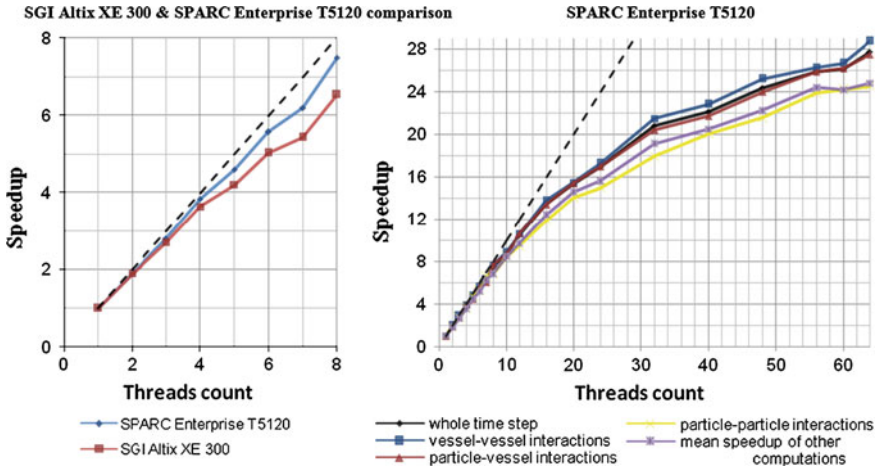 SGI Altix XE 300 & SPARC Enterprise T5120 comparison
8
6
4
2
0
Speedup
0 2 4 6 8
Threads count
SPARC Enterprise T5120
SGI Altix XE 300
SPARC Enterprise T5120
28
24
20
16
12
8
4
0
Speedup
0 10 20 30 40 50 60
Threads count
whole time step
vessel-vessel interactions
particle-vessel interactions
particle-particle interactions
mean speedup of other
computations